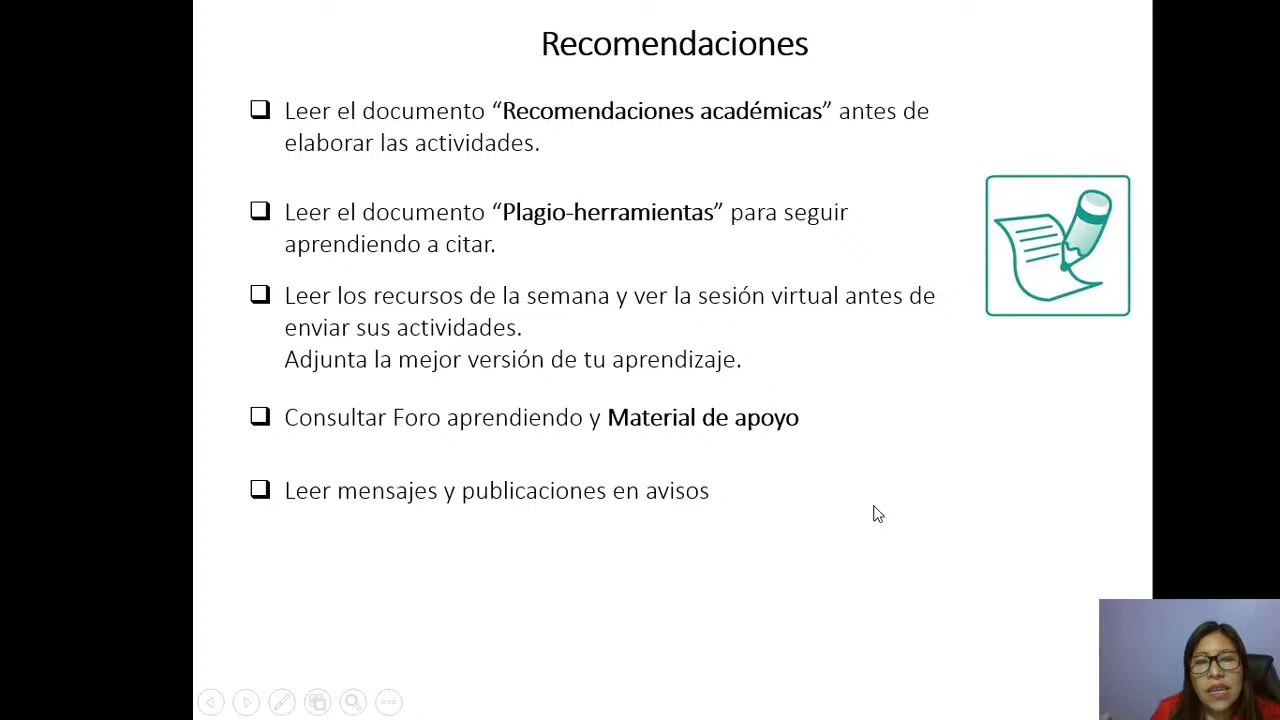 Recomendaciones
Leer el documento “Recomendaciones académicas” antes de
elaborar las actividades.
Leer el documento “Plagio-herramientas” para seguir
aprendiendo a citar.
Leer los recursos de la semana y ver la sesión virtual antes de
enviar sus actividades.
Adjunta la mejor versión de tu aprendizaje.
Consultar Foro aprendiendo y Material de apoyo
Leer mensajes y publicaciones en avisos